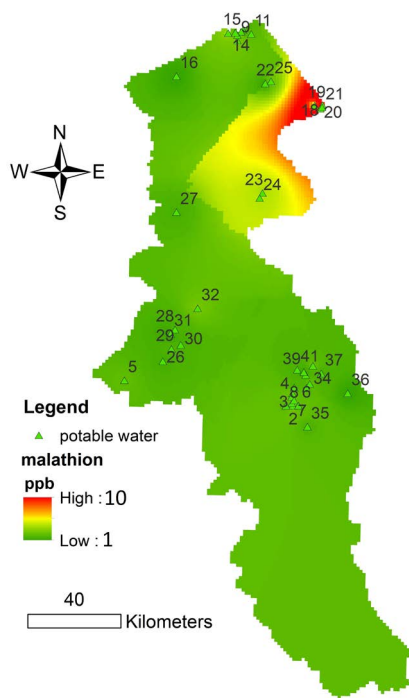 15 11
9
14
16
22 25
19 21
18 20
N
W E
S
23 24
27
32
28 31
29 30
26
5
39 41 37
4 34
36
8 6
3 7
2 35
Legend
potable water
malathion
ppb
High : 10
Low : 1
40
Kilometers